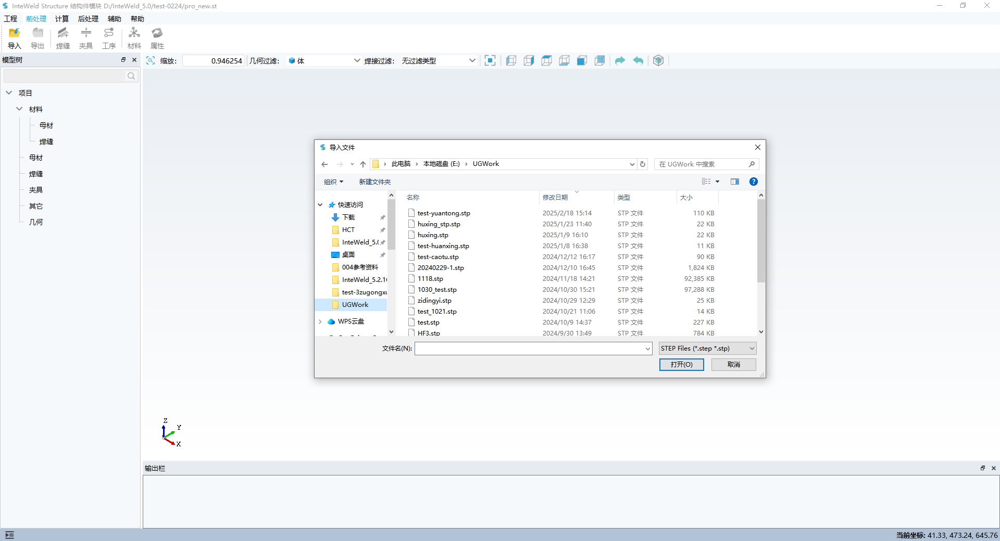 InteWeld Structure 结构件模块 D:/InteWeld_5.0/test-0224/pro_new.st
工程 前处理 计算 后处理 辅助 帮助
导入 导出 焊缝 夹具 工序 材料 属性
模型树
缩放: 0.946254 几何过滤: 体 焊接过滤: 无过滤类型
项目
材料
母材
焊缝
母材
焊缝
夹具
其它
几何
导入文件
此电脑 本地磁盘 (E:) UGWork
在 UGWork 中搜索
组织 新建文件夹
快速访问
下载
HCT
InteWeld_5.0
桌面
004参考资料
InteWeld_5.2.16
test-3zugongxu
UGWork
WPS云盘
名称 修改日期 类型 大小
test-yuantong.stp 2025/2/18 15:14 STP 文件 110 KB
huxing_stp.stp 2025/1/23 11:40 STP 文件 22 KB
huxing.stp 2025/1/9 16:10 STP 文件 22 KB
test-huanxing.stp 2025/1/8 16:38 STP 文件 11 KB
test-caotu.stp 2024/12/12 16:17 STP 文件 90 KB
20240229-1.stp 2024/12/10 16:45 STP 文件 1,824 KB
1118.stp 2024/11/18 14:21 STP 文件 92,385 KB
1030_test.stp 2024/10/30 15:21 STP 文件 97,288 KB
zidingyi.stp 2024/10/29 12:29 STP 文件 25 KB
test_1021.stp 2024/10/21 11:06 STP 文件 14 KB
test.stp 2024/10/9 14:37 STP 文件 227 KB
HF3.stp 2024/9/30 13:49 STP 文件 784 KB
文件名(N): STEP Files (*.step *.stp)
打开(O) 取消
Z
Y
X
输出栏
当前坐标: 41.33, 473.24, 645.76